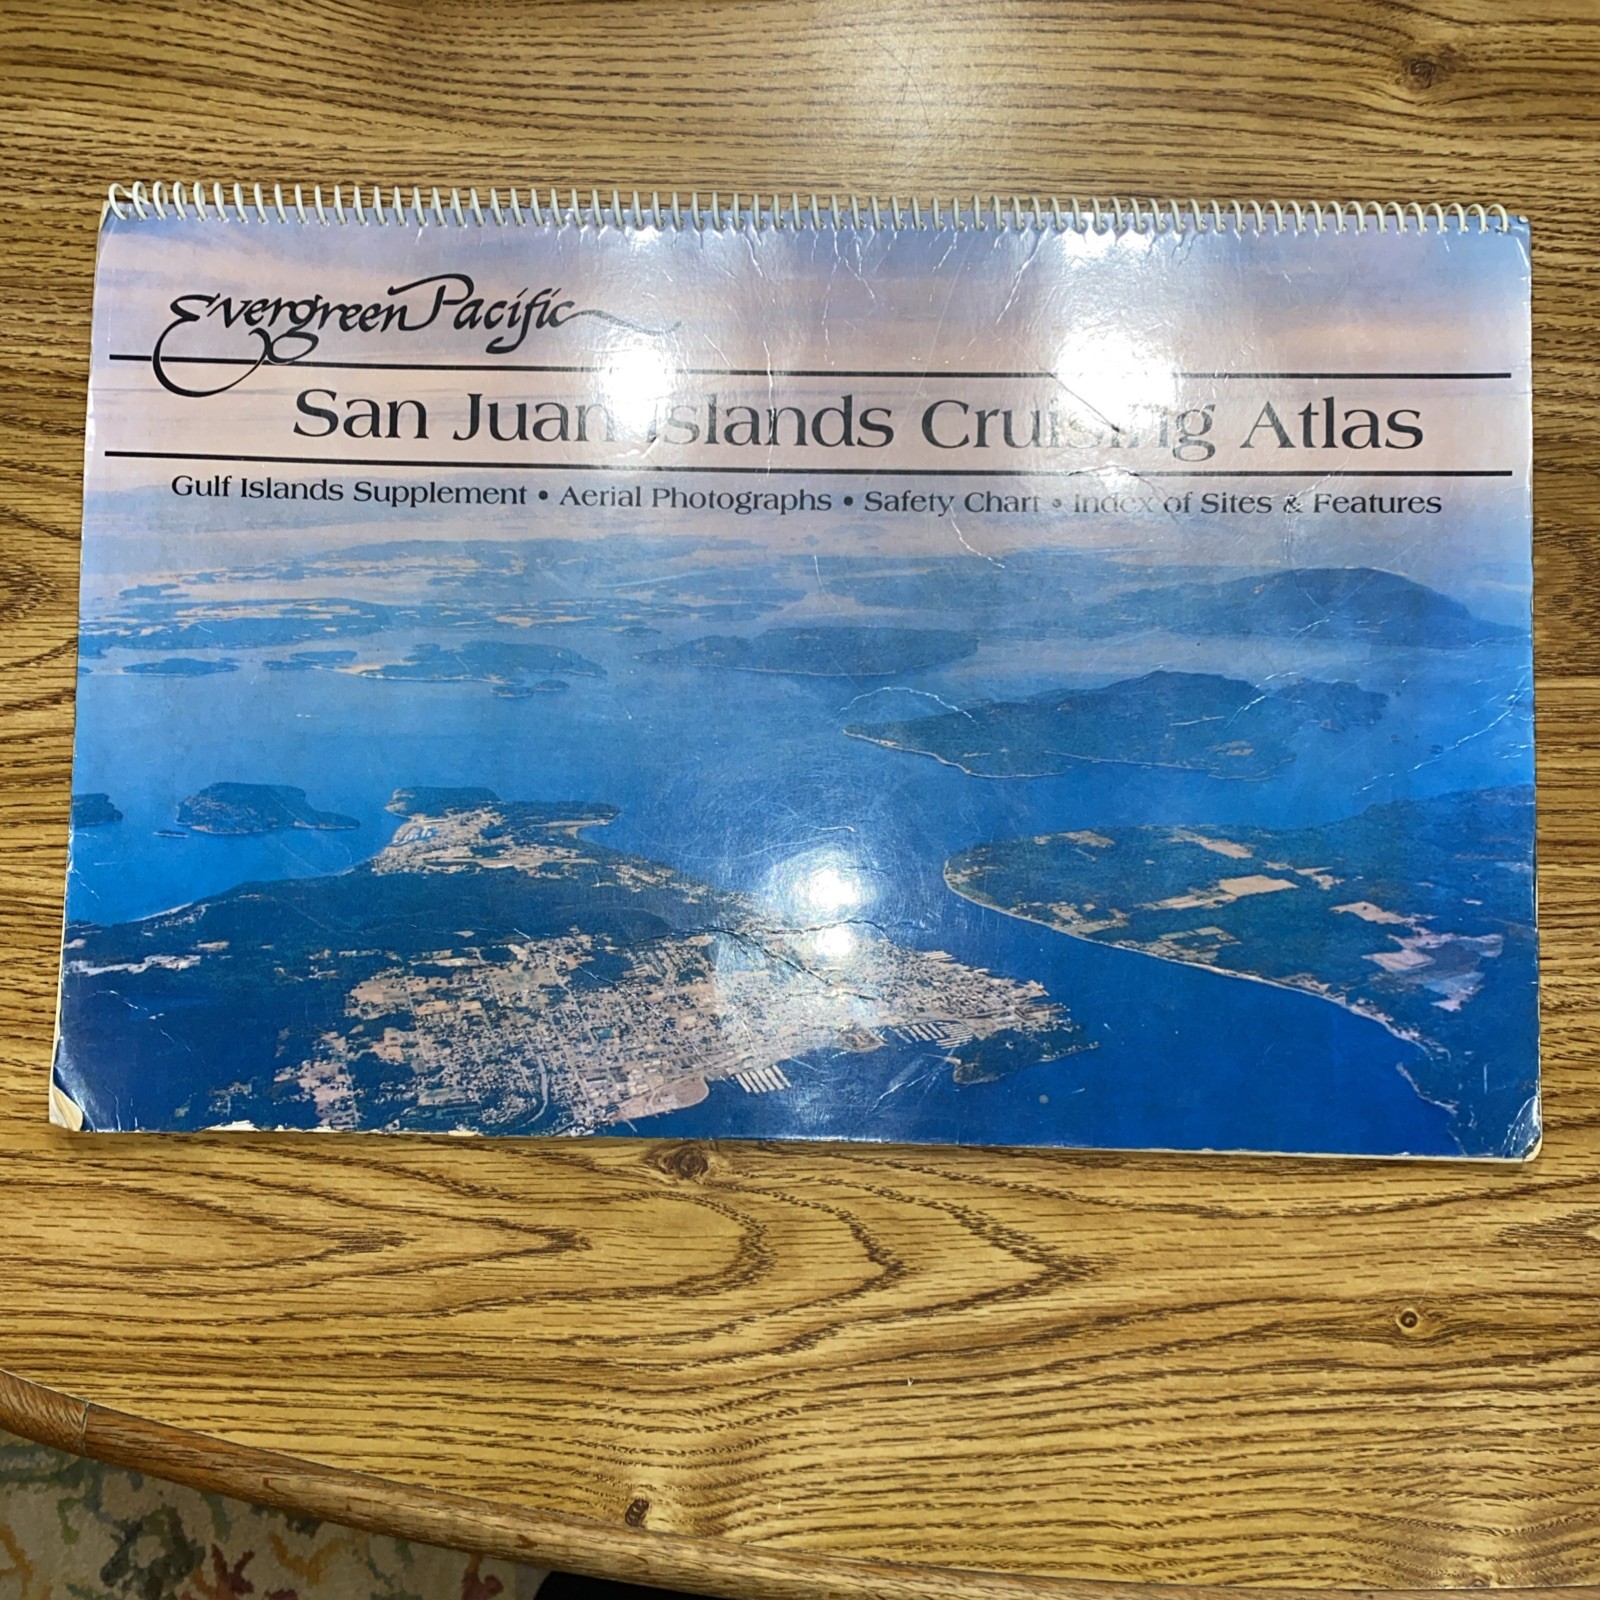 Evergreen Pacific
San Juan Islands Cruising Atlas
Gulf Islands Supplement • Aerial Photographs • Safety Chart • Index of Sites & Features